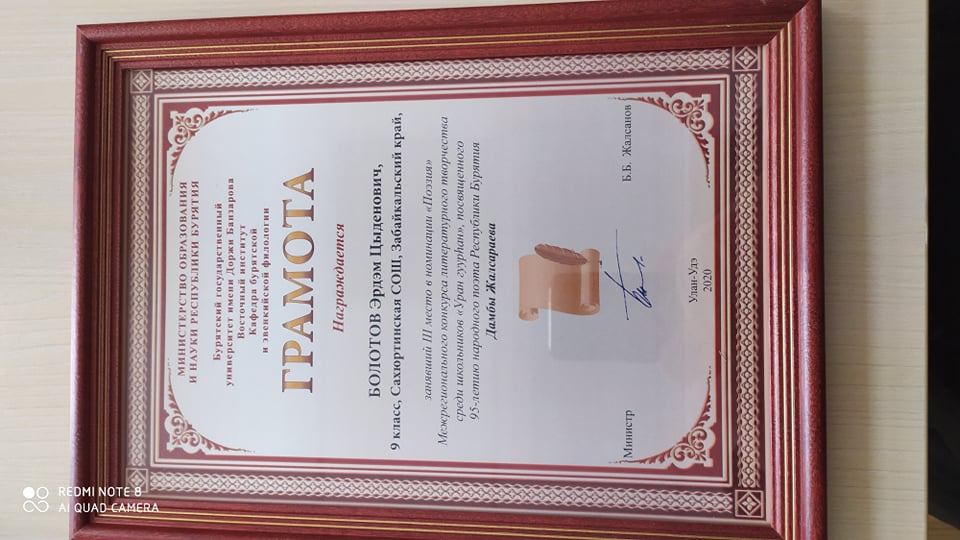 МИНИСТЕРСТВО ОБРАЗОВАНИЯ
И НАУКИ РЕСПУБЛИКИ БУРЯТИЯ
Бурятский государственный
университет имени Доржи Банзарова
Восточный институт
Кафедра бурятской
и эвенкийской филологии
ГРАМОТА
Награждается
БОЛОТОВ Эрдэм Цыденович,
9 класс, Сахюртинская СОШ, Забайкальский край,
занявший III место в номинации «Поэзия»
Межрегионального конкурса литературного творчества
среди школьников «Уран гуурһан», посвященного
95-летию народного поэта Республики Бурятия
Дамбы Жалсараева
Министр Б.Б. Жалсанов
Улан-Удэ
2020
REDMI NOTE 8
AI QUAD CAMERA